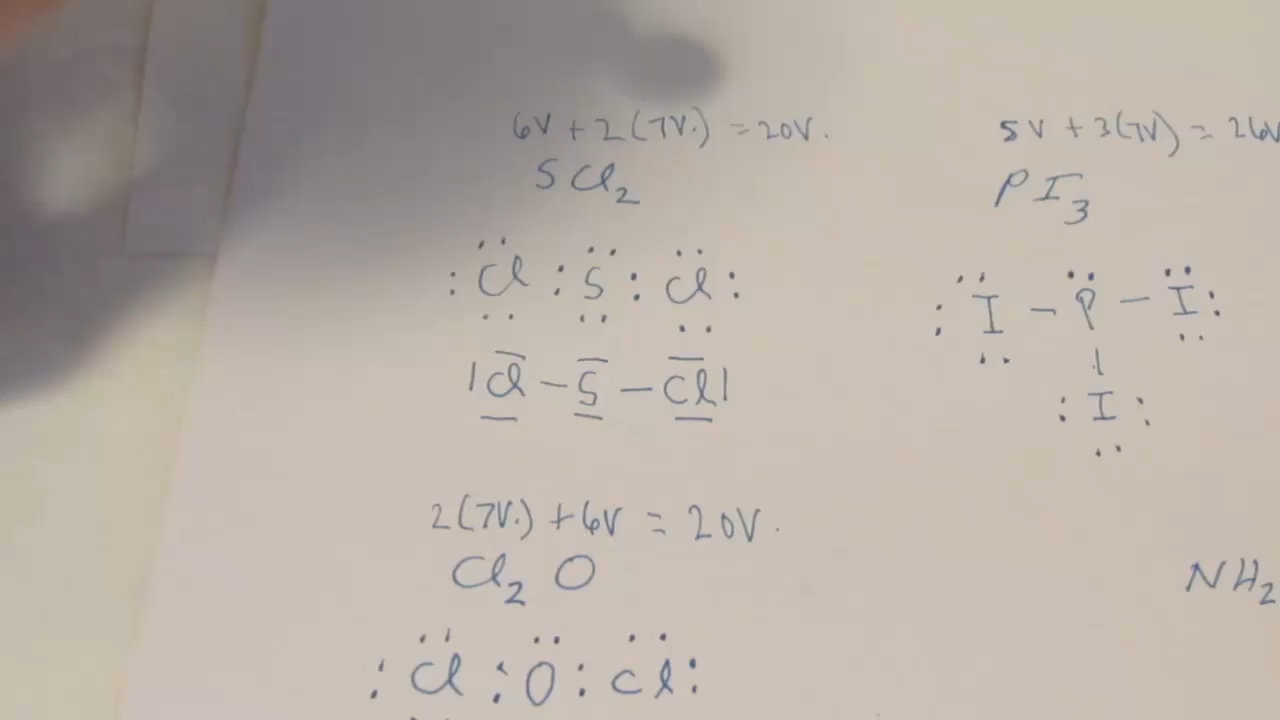 6V + 2(7V.) = 20V.
SCl2
:Cl:S:Cl:
|Cl-S-Cl|
2(7V.) + 6V = 20V.
Cl2O
:Cl:O:Cl:
5V + 3(7V) = 26V
PI3
:I-P-I:
|
:I:
NH2